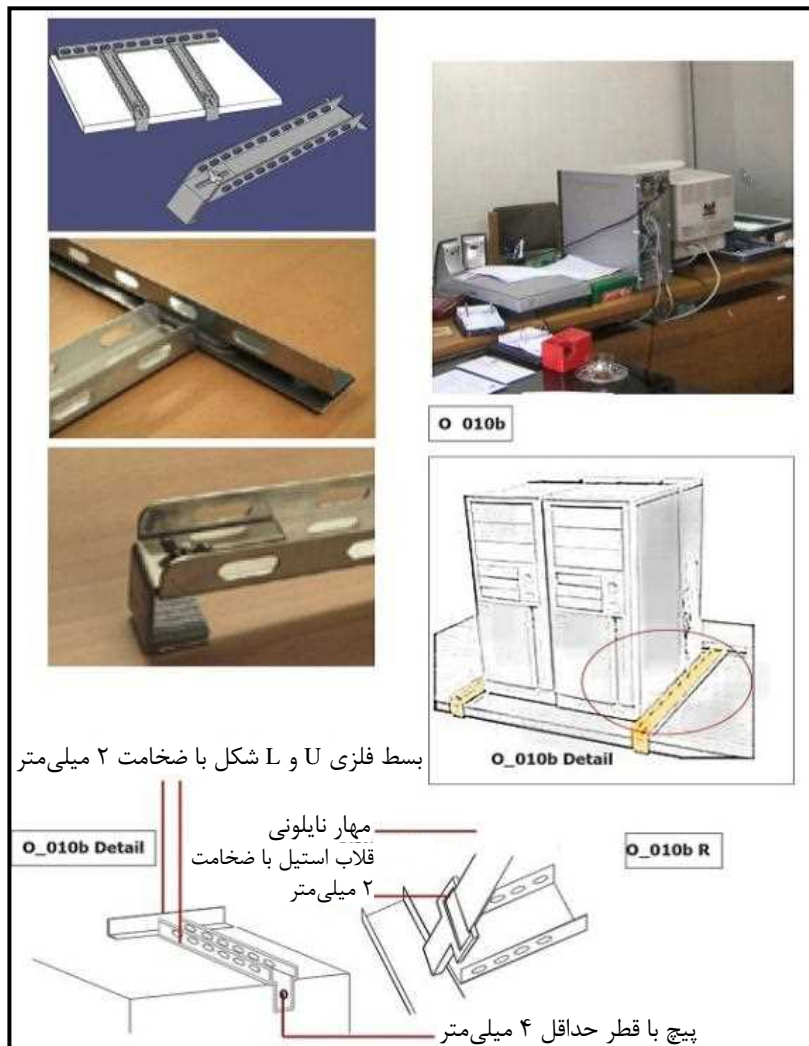 O_010b
O_010b Detail
بسط فلزی U و L شکل با ضخامت ۲ میلی‌متر
O_010b Detail
مهار نایلونی
قلاب استیل با ضخامت
۲ میلی‌متر
O_010b R
پیچ با قطر حداقل ۴ میلی‌متر